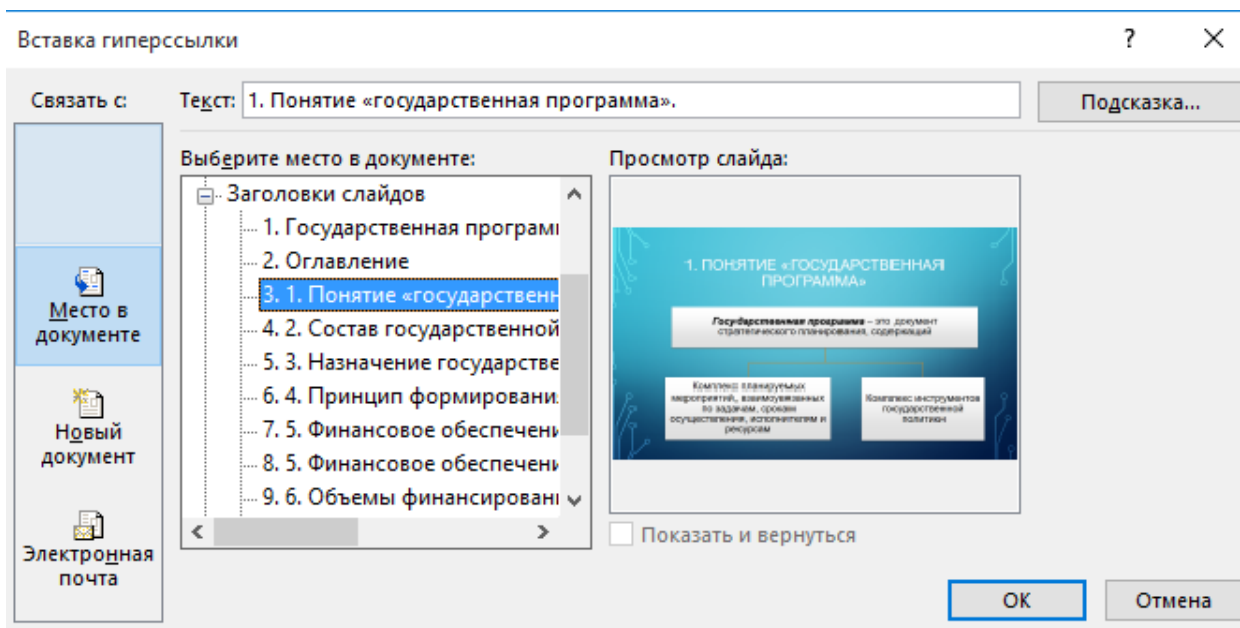 Вставка гиперссылки
?
Связать с:
Текст: 1. Понятие «государственная программа».
Подсказка...
Выберите место в документе:
Просмотр слайда:
Заголовки слайдов
1. Государственная програм
2. Оглавление
3. 1. Понятие «государственн
4. 2. Состав государственной
5. 3. Назначение государстве
6. 4. Принцип формировани
7. 5. Финансовое обеспечен
8. 5. Финансовое обеспечен
9. 6. Объемы финансирован
Место в
документе
Новый
документ
Электронная
почта
1. ПОНЯТИЕ «ГОСУДАРСТВЕННАЯ
ПРОГРАММА»
Государственная программа – это документ
стратегического планирования, содержащий
Комплекс планируемых
мероприятий, взаимоувязанных
по задачам, срокам
осуществления, исполнителям и
ресурсам
Комплекс инструментов
государственной
политики
Показать и вернуться
ОК
Отмена